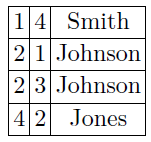 1 4 Smith
2 1 Johnson
2 3 Johnson
4 2 Jones